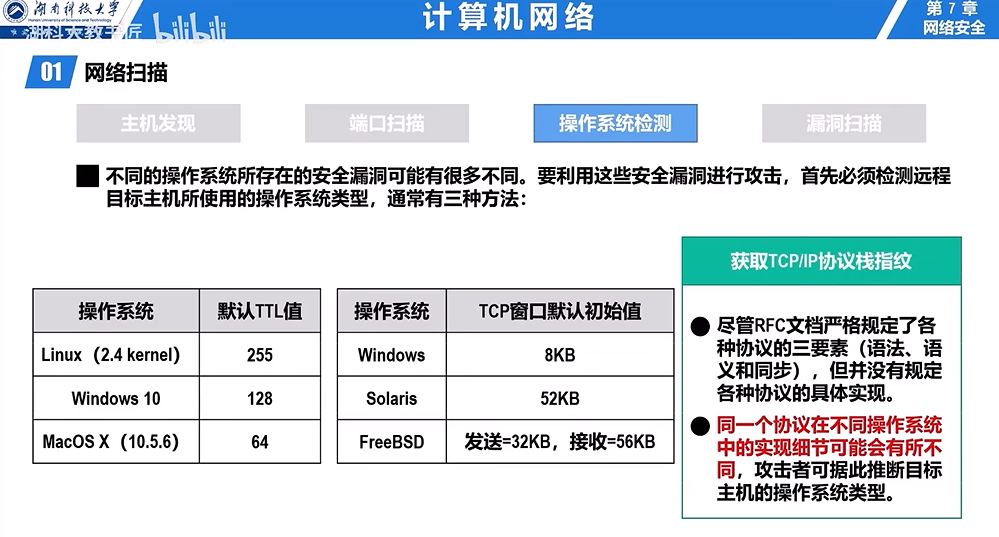 湖南科技大学
Hunan University of Science and Technology
湖科大教书匠 bilibili
计算机网络
第 7 章
网络安全
01 网络扫描
主机发现 端口扫描 操作系统检测 漏洞扫描
不同的操作系统所存在的安全漏洞可能有很多不同。要利用这些安全漏洞进行攻击，首先必须检测远程
目标主机所使用的操作系统类型，通常有三种方法：
操作系统 默认TTL值
Linux（2.4 kernel） 255
Windows 10 128
MacOS X（10.5.6） 64
操作系统 TCP窗口默认初始值
Windows 8KB
Solaris 52KB
FreeBSD 发送=32KB，接收=56KB
获取TCP/IP协议栈指纹
尽管RFC文档严格规定了各
种协议的三要素（语法、语
义和同步），但并没有规定
各种协议的具体实现。
同一个协议在不同操作系统
中的实现细节可能会有所不
同，攻击者可据此推断目标
主机的操作系统类型。